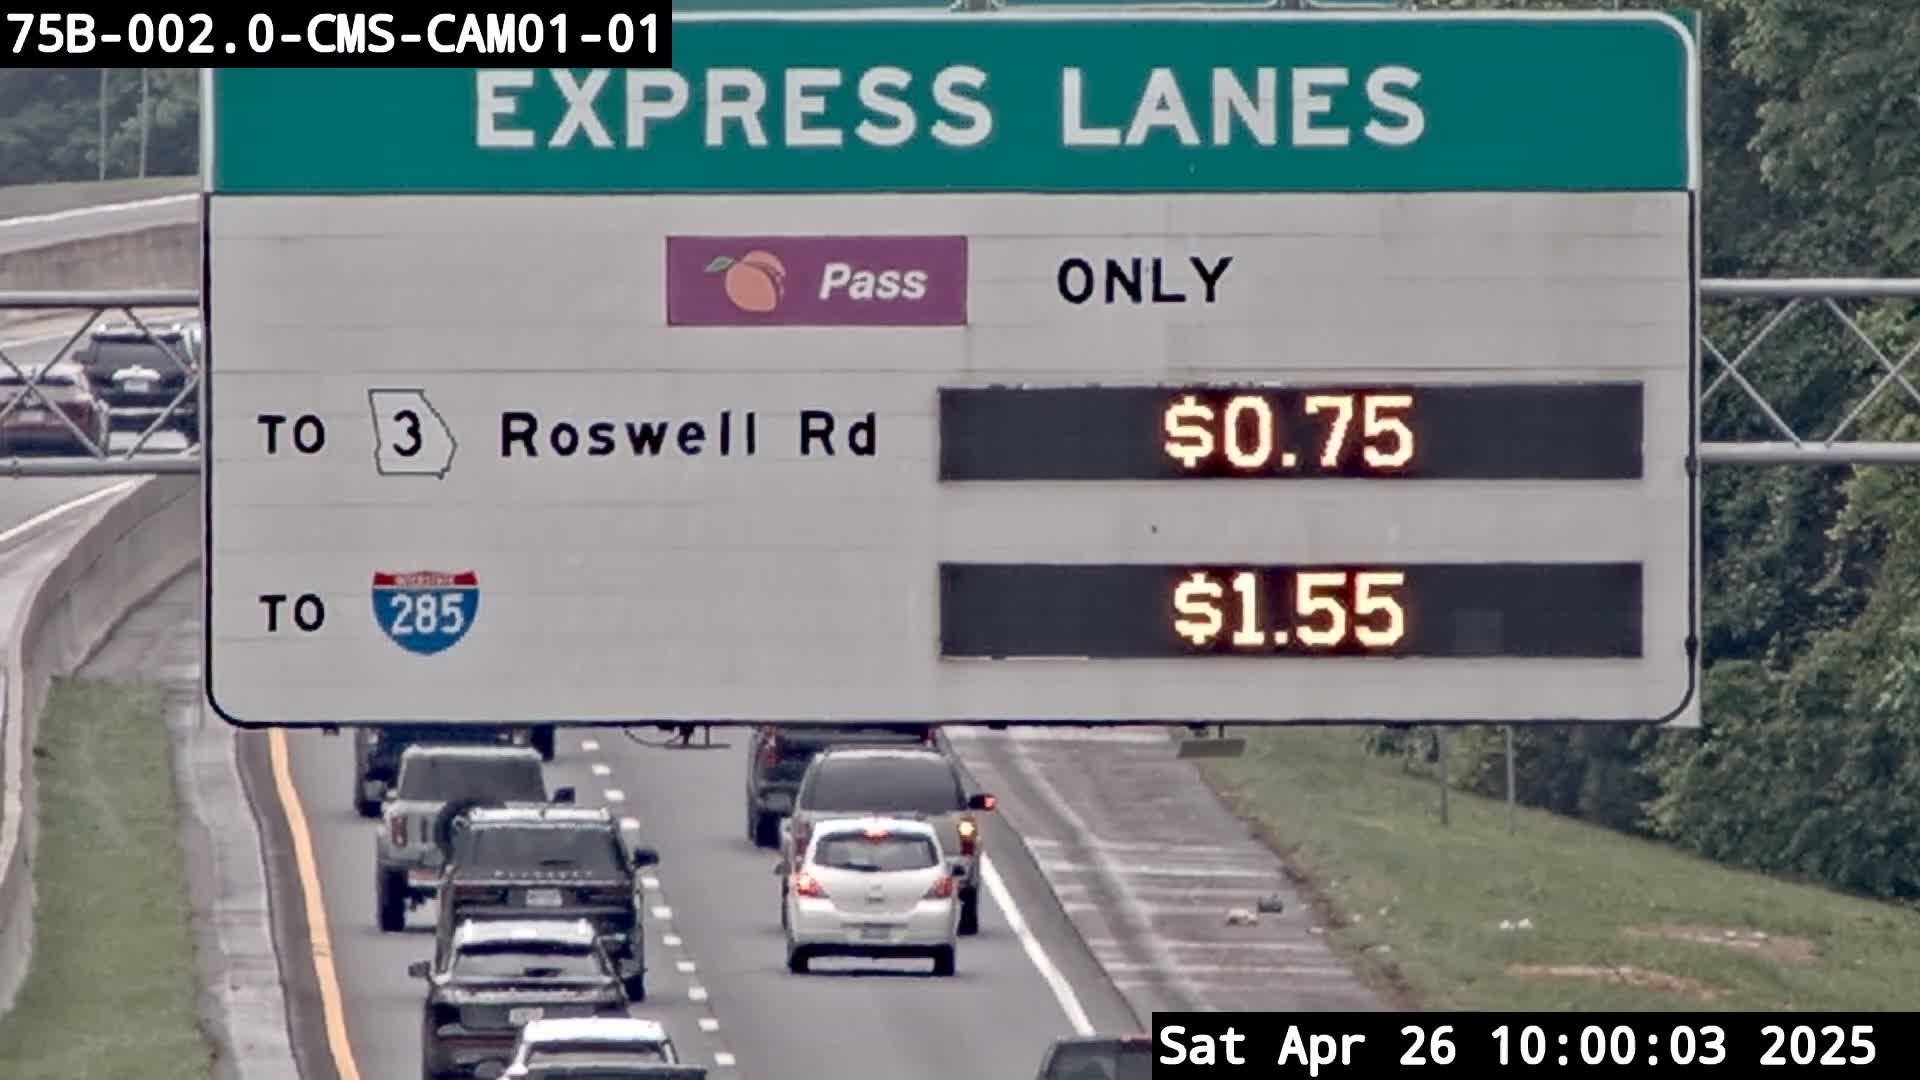 75B-002.0-CMS-CAM01-01
EXPRESS LANES
Pass ONLY
TO 3 Roswell Rd $0.75
INTERSTATE
TO 285 $1.55
Sat Apr 26 10:00:03 2025